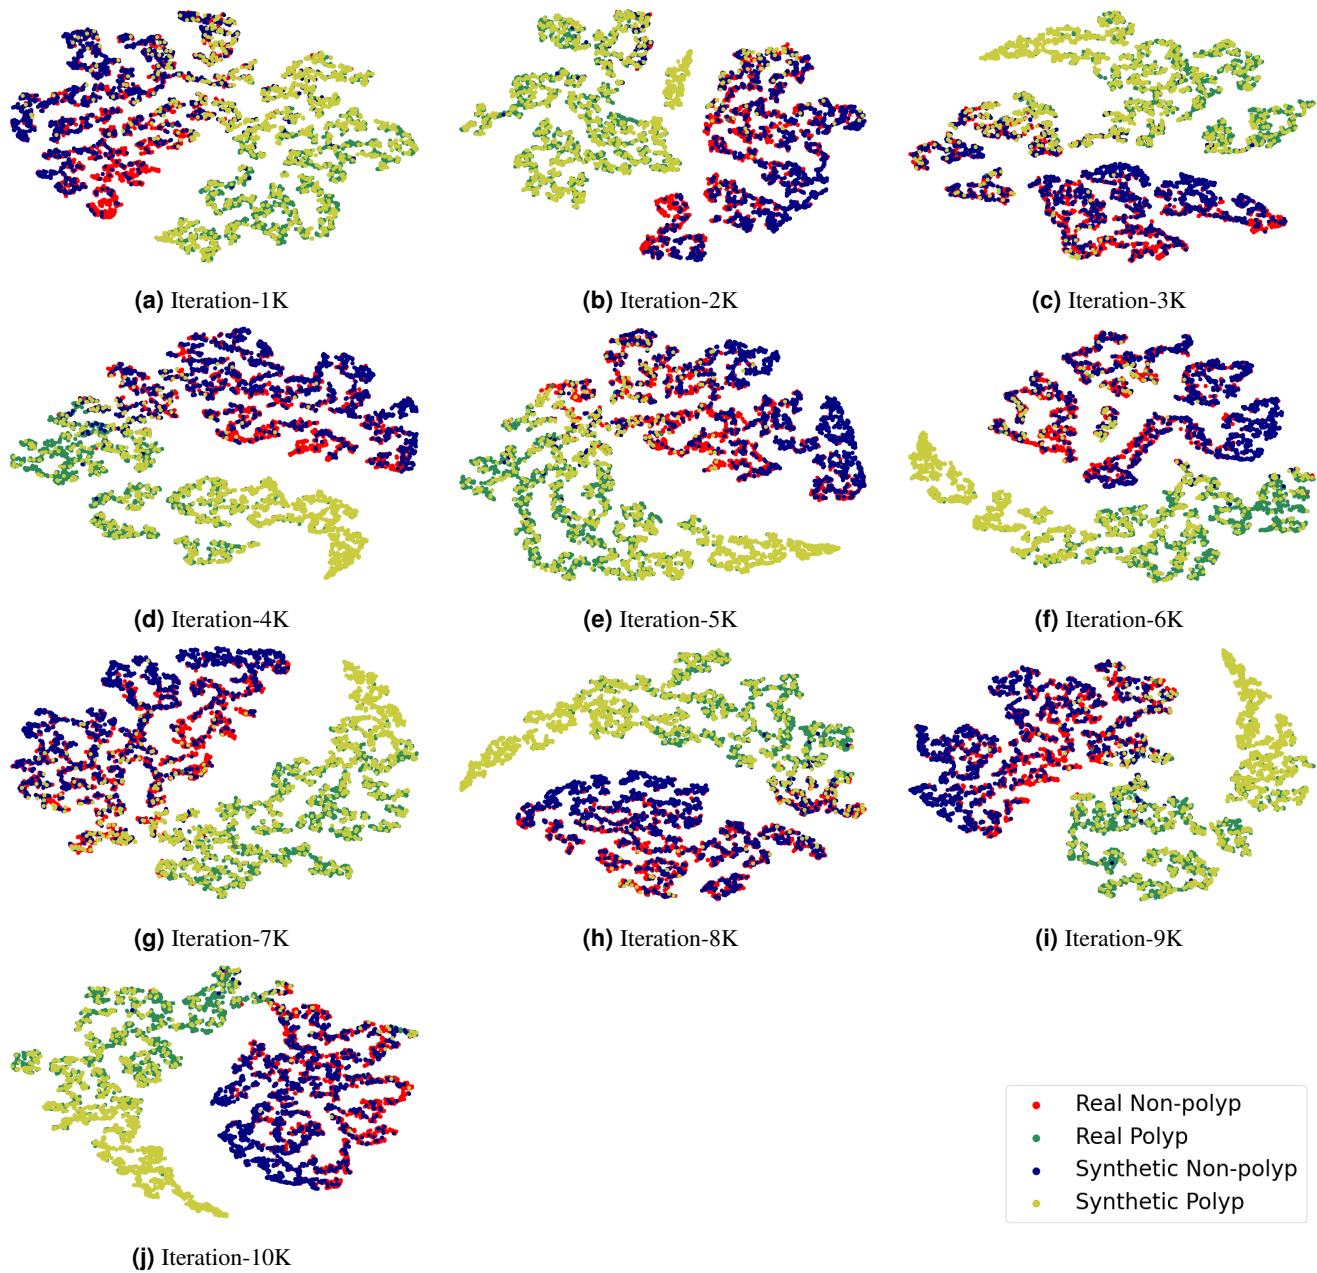 (a) Iteration-1K
(b) Iteration-2K
(c) Iteration-3K
(d) Iteration-4K
(e) Iteration-5K
(f) Iteration-6K
(g) Iteration-7K
(h) Iteration-8K
(i) Iteration-9K
Real Non-polyp
Real Polyp
Synthetic Non-polyp
Synthetic Polyp
(j) Iteration-10K